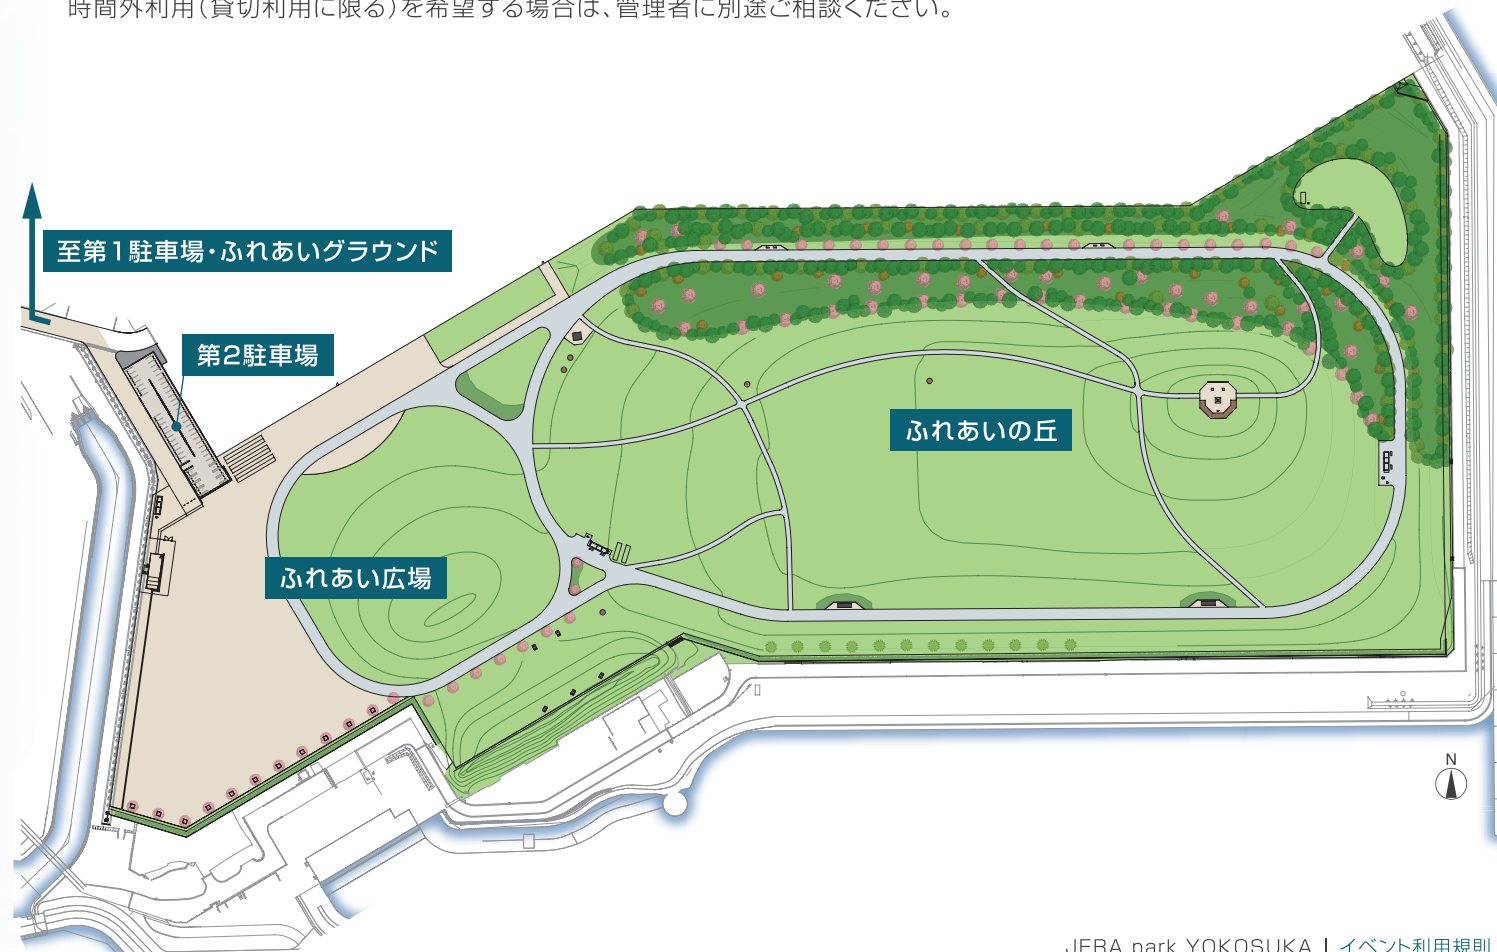 時間外利用（貸切利用に限る）を希望する場合は、管理者に別途ご相談ください。
至第1駐車場・ふれあいグラウンド
第2駐車場
ふれあいの丘
ふれあい広場
N
JERA park YOKOSUKA | イベント利用規則